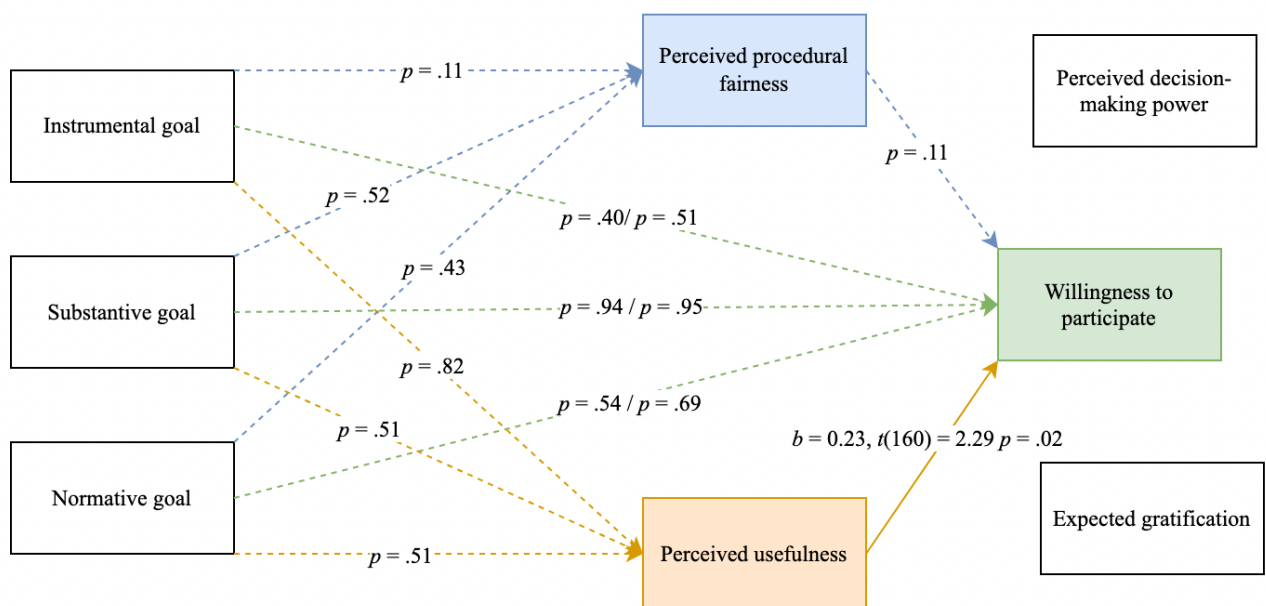 Perceived procedural
fairness
Perceived decision-
making power
p = .11
Instrumental goal
p = .11
p = .52
p = .40/ p = .51
p = .43
Willingness to
participate
Substantive goal
p = .94 / p = .95
p = .82
p = .54 / p = .69
p = .51
b = 0.23, t(160) = 2.29 p = .02
Normative goal
Expected gratification
p = .51
Perceived usefulness